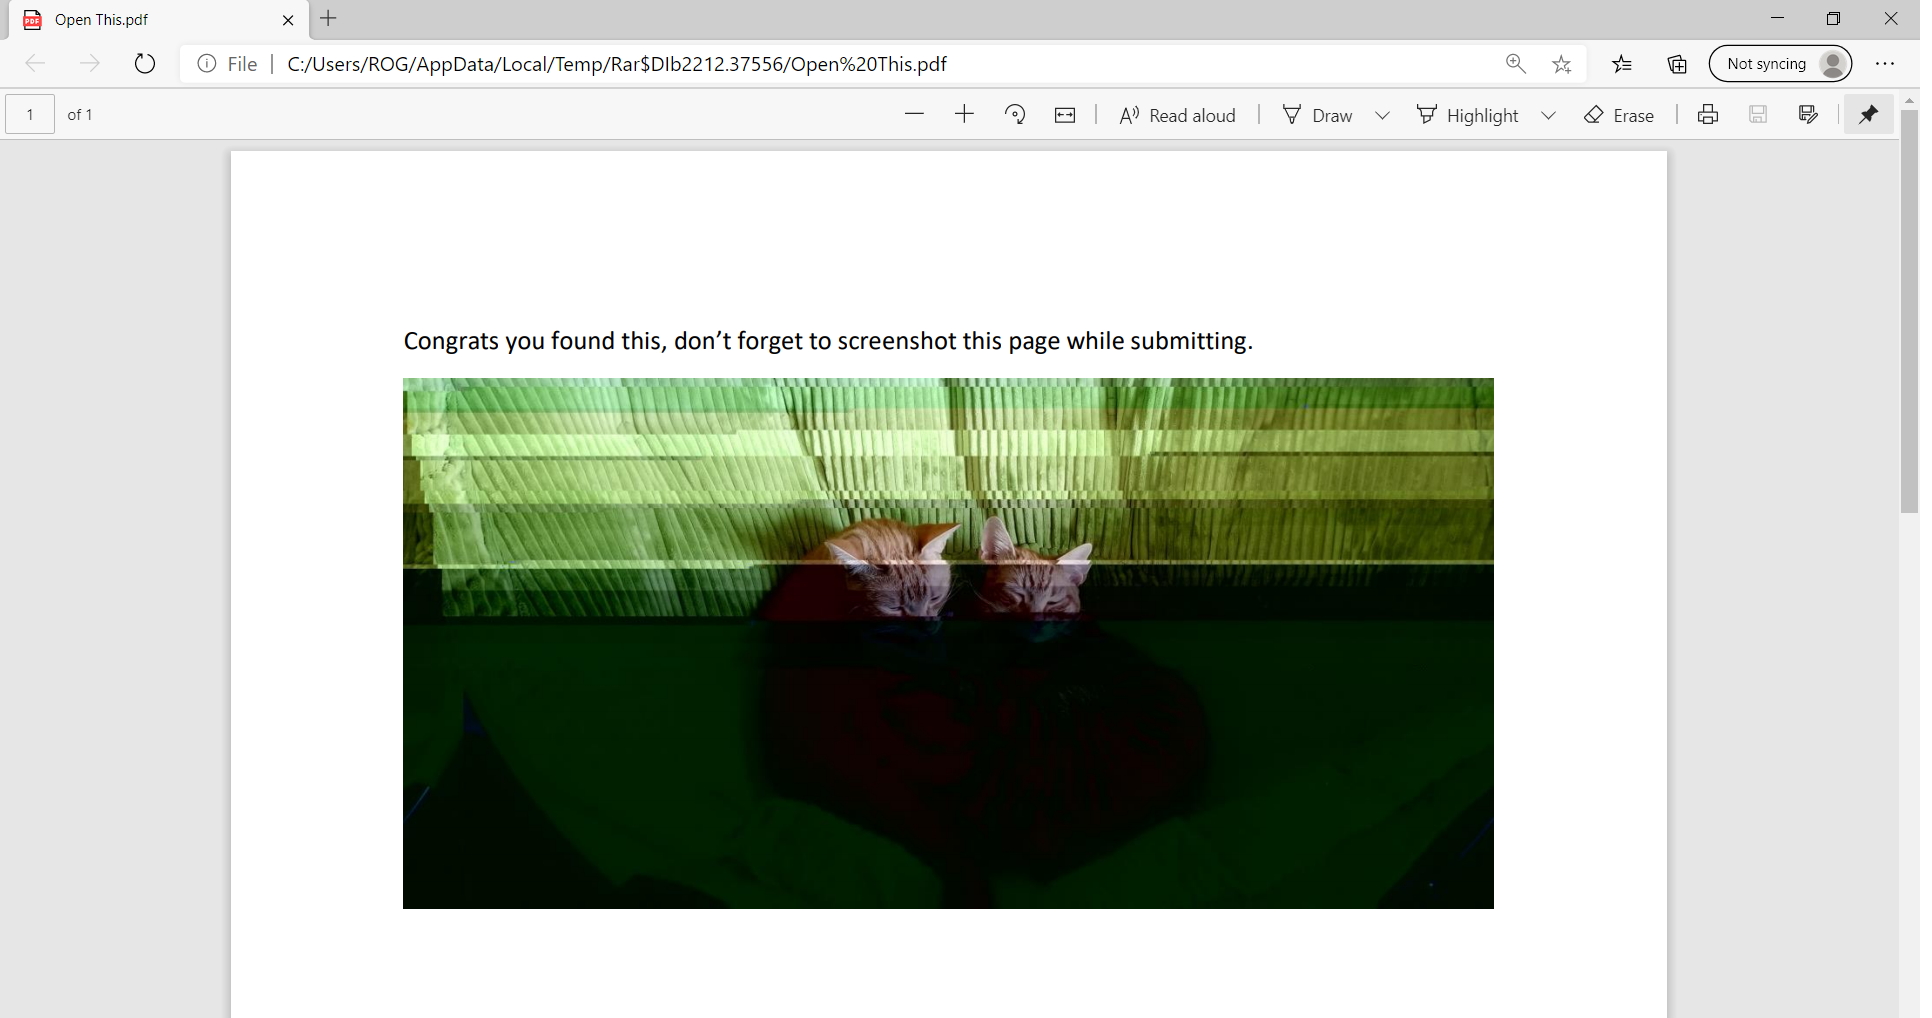 Open This.pdf
File
C:/Users/ROG/AppData/Local/Temp/Rar$DIb2212.37556/Open%20This.pdf
Not syncing
1 of 1
Read aloud
Draw
Highlight
Erase
Congrats you found this, don’t forget to screenshot this page while submitting.